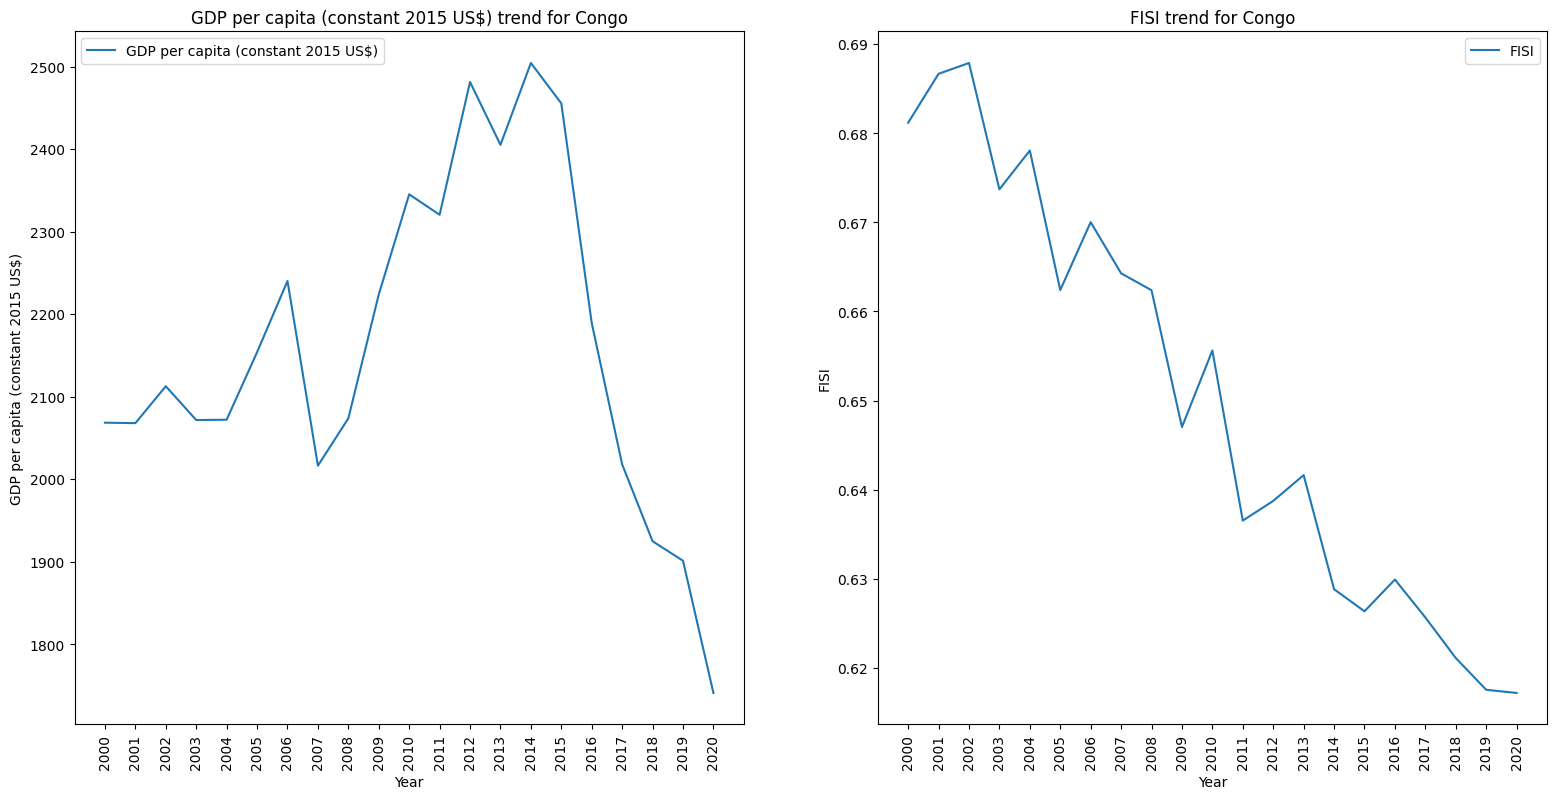 GDP per capita (constant 2015 US$) trend for Congo
GDP per capita (constant 2015 US$)
GDP per capita (constant 2015 US$)
2500
2400
2300
2200
2100
2000
1900
1800
2000 2001 2002 2003 2004 2005 2006 2007 2008 2009 2010 2011 2012 2013 2014 2015 2016 2017 2018 2019 2020
Year
FISI trend for Congo
FISI
FISI
0.69
0.68
0.67
0.66
0.65
0.64
0.63
0.62
2000 2001 2002 2003 2004 2005 2006 2007 2008 2009 2010 2011 2012 2013 2014 2015 2016 2017 2018 2019 2020
Year